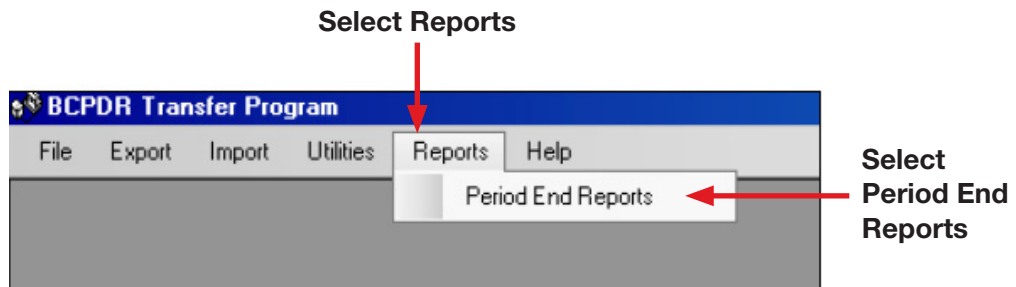 Select Reports
BCPDR Transfer Program
File Export Import Utilities Reports Help
Period End Reports
Select
Period End
Reports